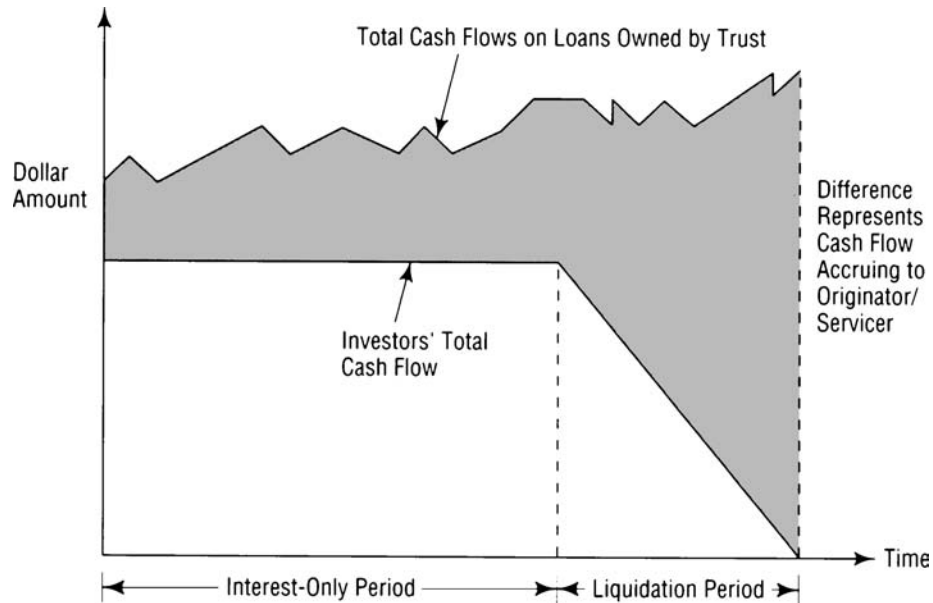 Total Cash Flows on Loans Owned by Trust
Dollar
Amount
Difference
Represents
Cash Flow
Accruing to
Originator/
Servicer
Investors' Total
Cash Flow
Time
Interest-Only Period
Liquidation Period